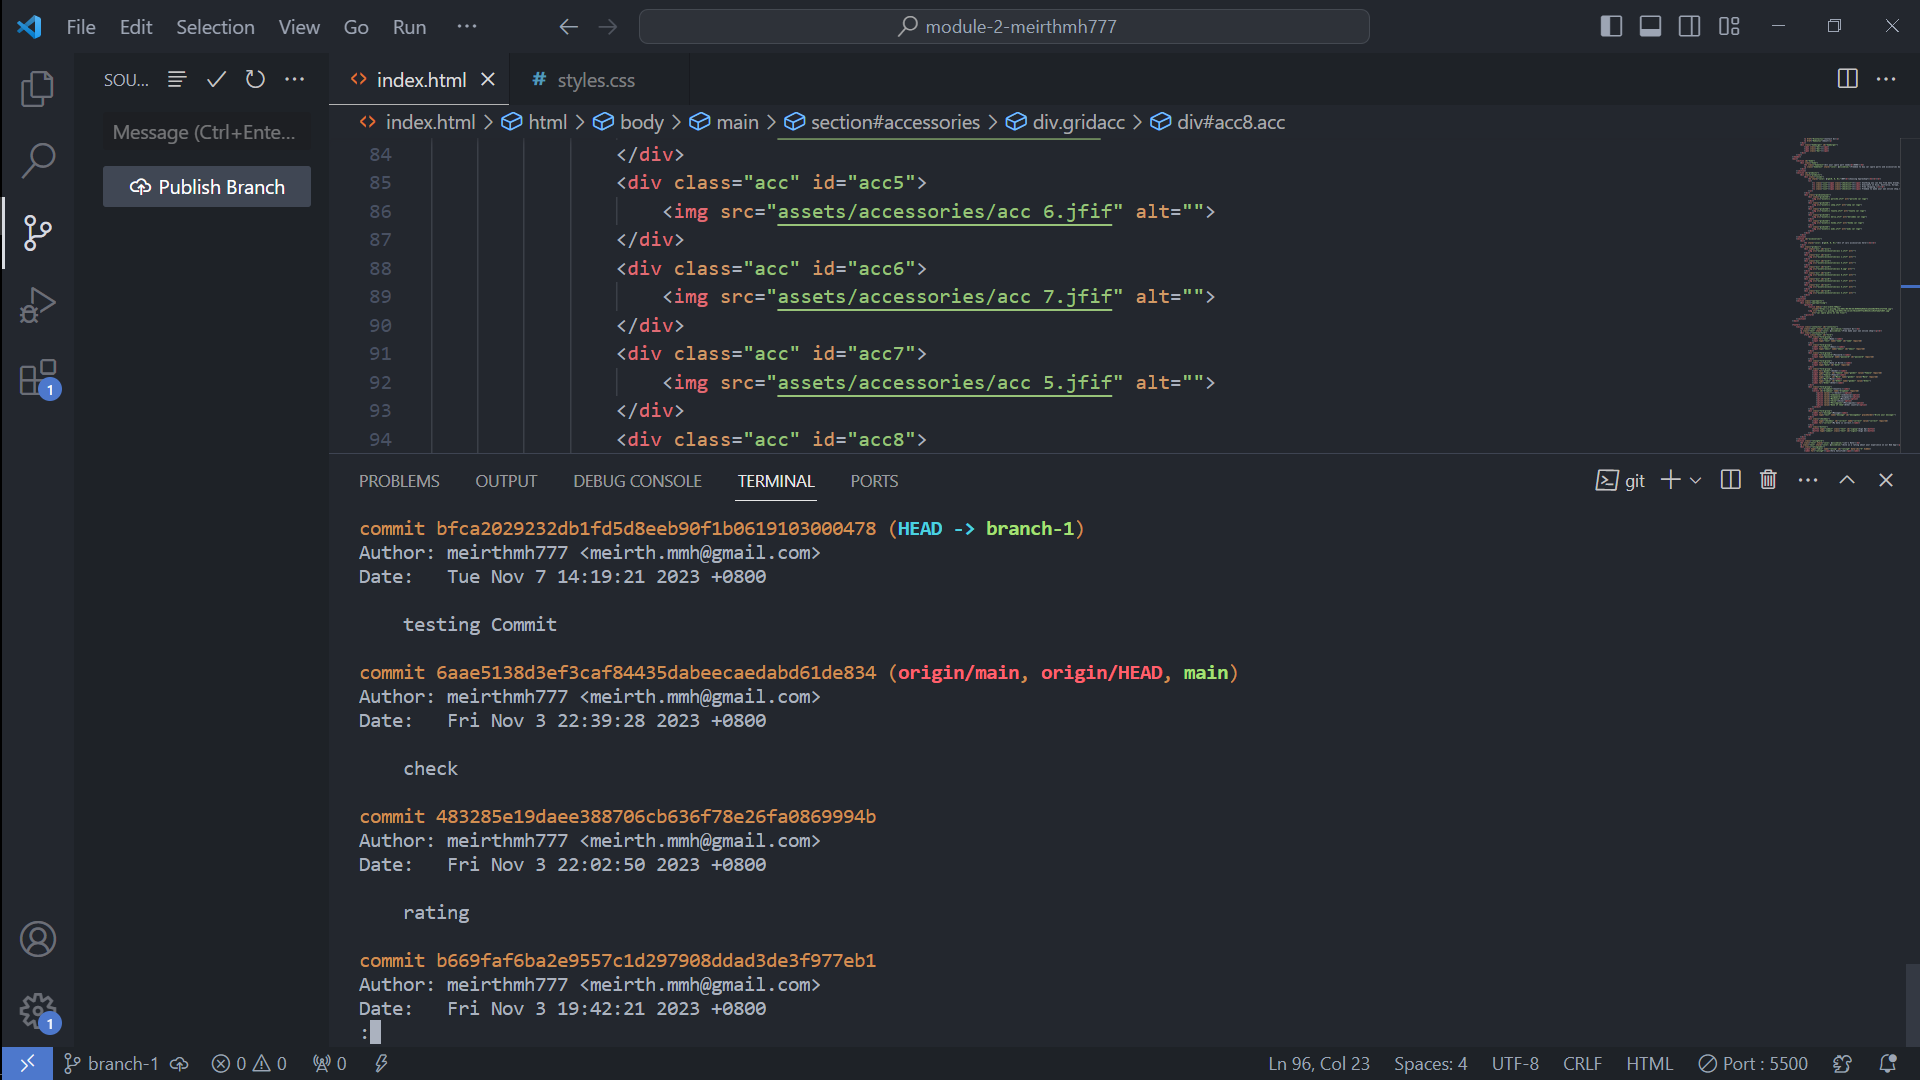 File Edit Selection View Go Run ···
module-2-meirthmh777
SOU...
index.html
# styles.css
index.html > html > body > main > section#accessories > div.gridacc > div#acc8.acc
Message (Ctrl+Ente...
Publish Branch
84 </div>
85 <div class="acc" id="acc5">
86 <img src="assets/accessories/acc 6.jfif" alt="">
87 </div>
88 <div class="acc" id="acc6">
89 <img src="assets/accessories/acc 7.jfif" alt="">
90 </div>
91 <div class="acc" id="acc7">
92 <img src="assets/accessories/acc 5.jfif" alt="">
93 </div>
94 <div class="acc" id="acc8">
1
PROBLEMS OUTPUT DEBUG CONSOLE TERMINAL PORTS
git
commit bfca2029232db1fd5d8eeb90f1b0619103000478 (HEAD -> branch-1)
Author: meirthmh777 <meirth.mmh@gmail.com>
Date:   Tue Nov 7 14:19:21 2023 +0800
testing Commit
commit 6aae5138d3ef3caf84435dabeecaedabd61de834 (origin/main, origin/HEAD, main)
Author: meirthmh777 <meirth.mmh@gmail.com>
Date:   Fri Nov 3 22:39:28 2023 +0800
check
commit 483285e19daee388706cb636f78e26fa0869994b
Author: meirthmh777 <meirth.mmh@gmail.com>
Date:   Fri Nov 3 22:02:50 2023 +0800
rating
commit b669faf6ba2e9557c1d297908ddad3de3f977eb1
Author: meirthmh777 <meirth.mmh@gmail.com>
Date:   Fri Nov 3 19:42:21 2023 +0800
:
1
branch-1 0 0 0
Ln 96, Col 23 Spaces: 4 UTF-8 CRLF HTML Port : 5500